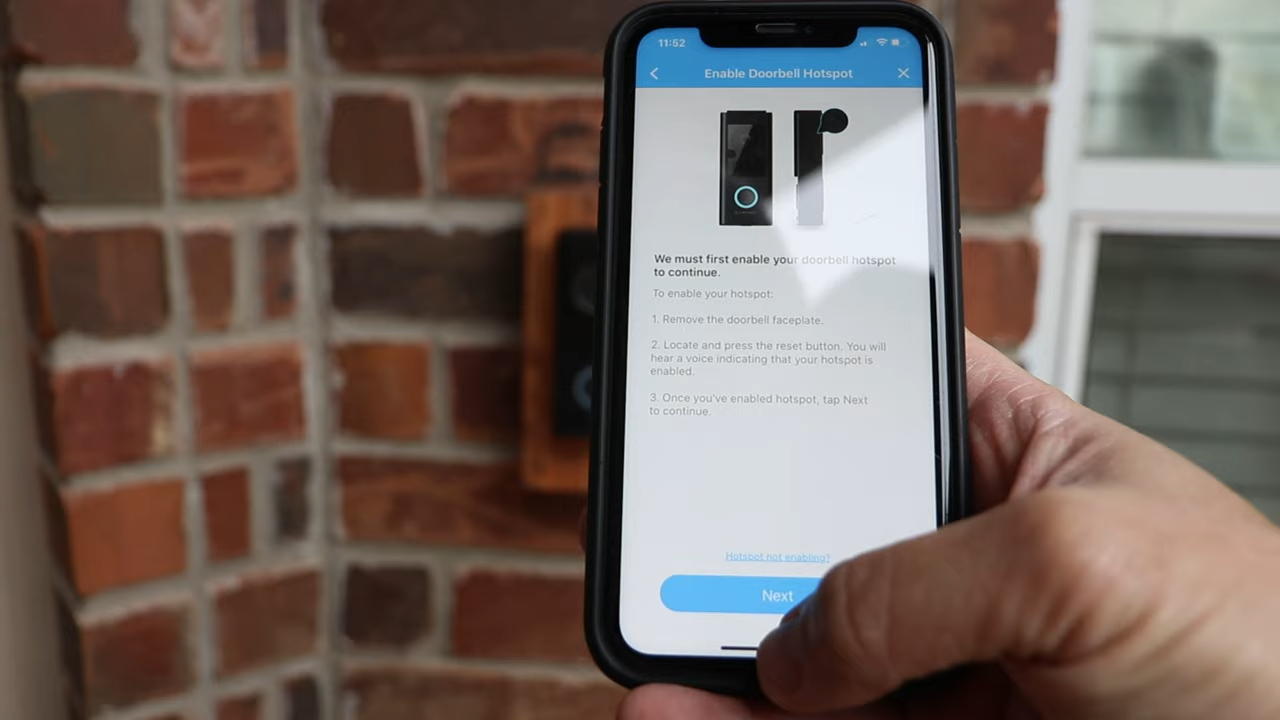 11:52
Enable Doorbell Hotspot
We must first enable your doorbell hotspot
to continue.
To enable your hotspot:
1. Remove the doorbell faceplate.
2. Locate and press the reset button. You will
hear a voice indicating that your hotspot is
enabled.
3. Once you've enabled hotspot, tap Next
to continue.
Hotspot not enabling?
Next